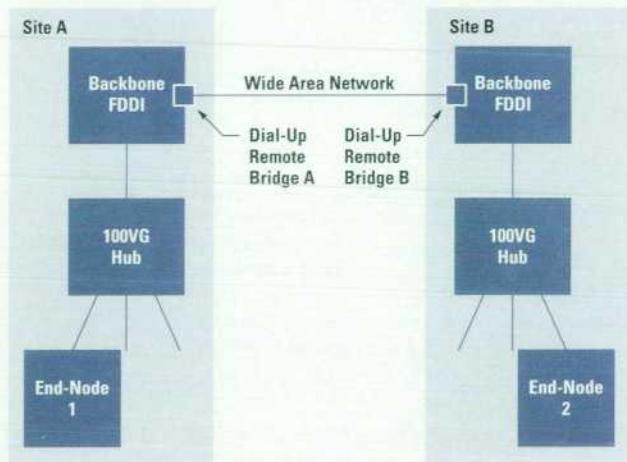 Site A
Site B
Backbone
FDDI
Wide Area Network
Backbone
FDDI
Dial-Up
Remote
Bridge A
Dial-Up
Remote
Bridge B
100VG
Hub
100VG
Hub
End-Node
1
End-Node
2